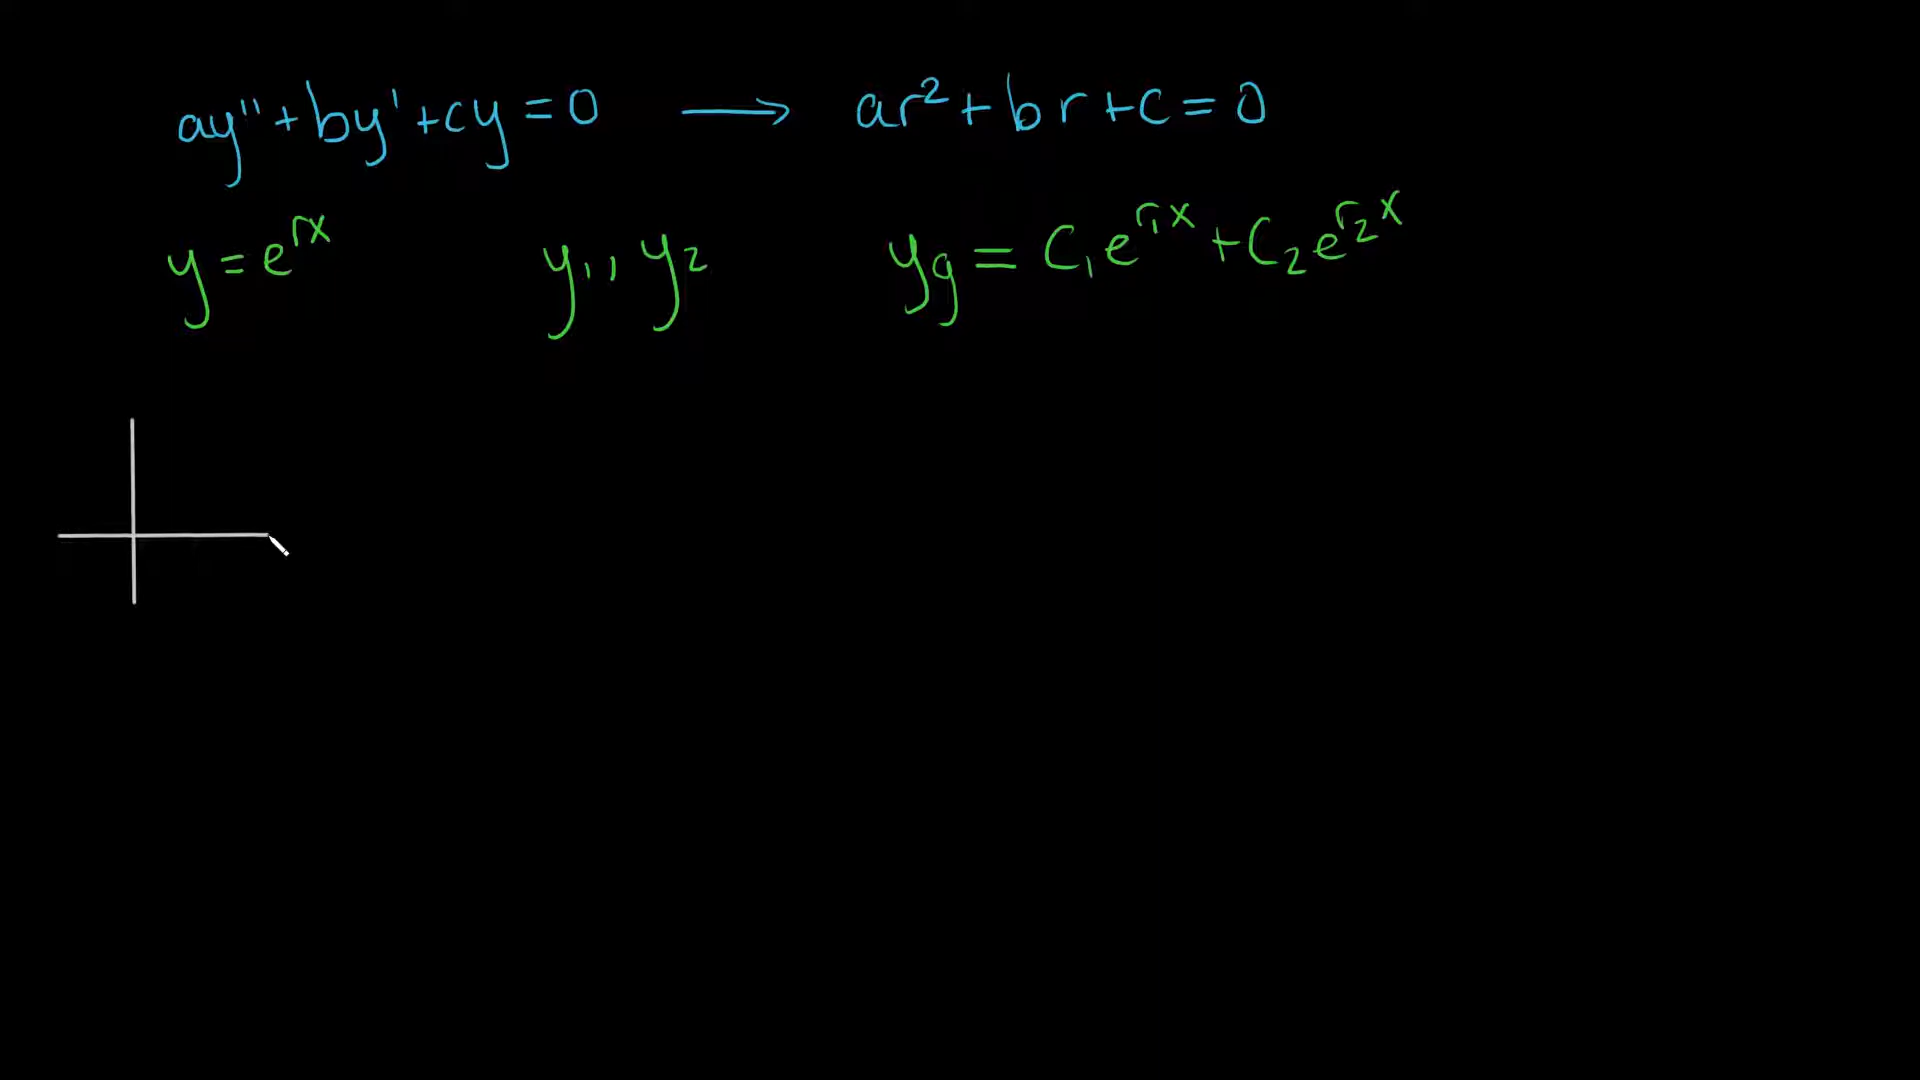 ay''+by'+cy=0 → ar²+br+c=0
y=e^{rx} y₁, y₂ y_g = C₁e^{r₁x}+C₂e^{r₂x}